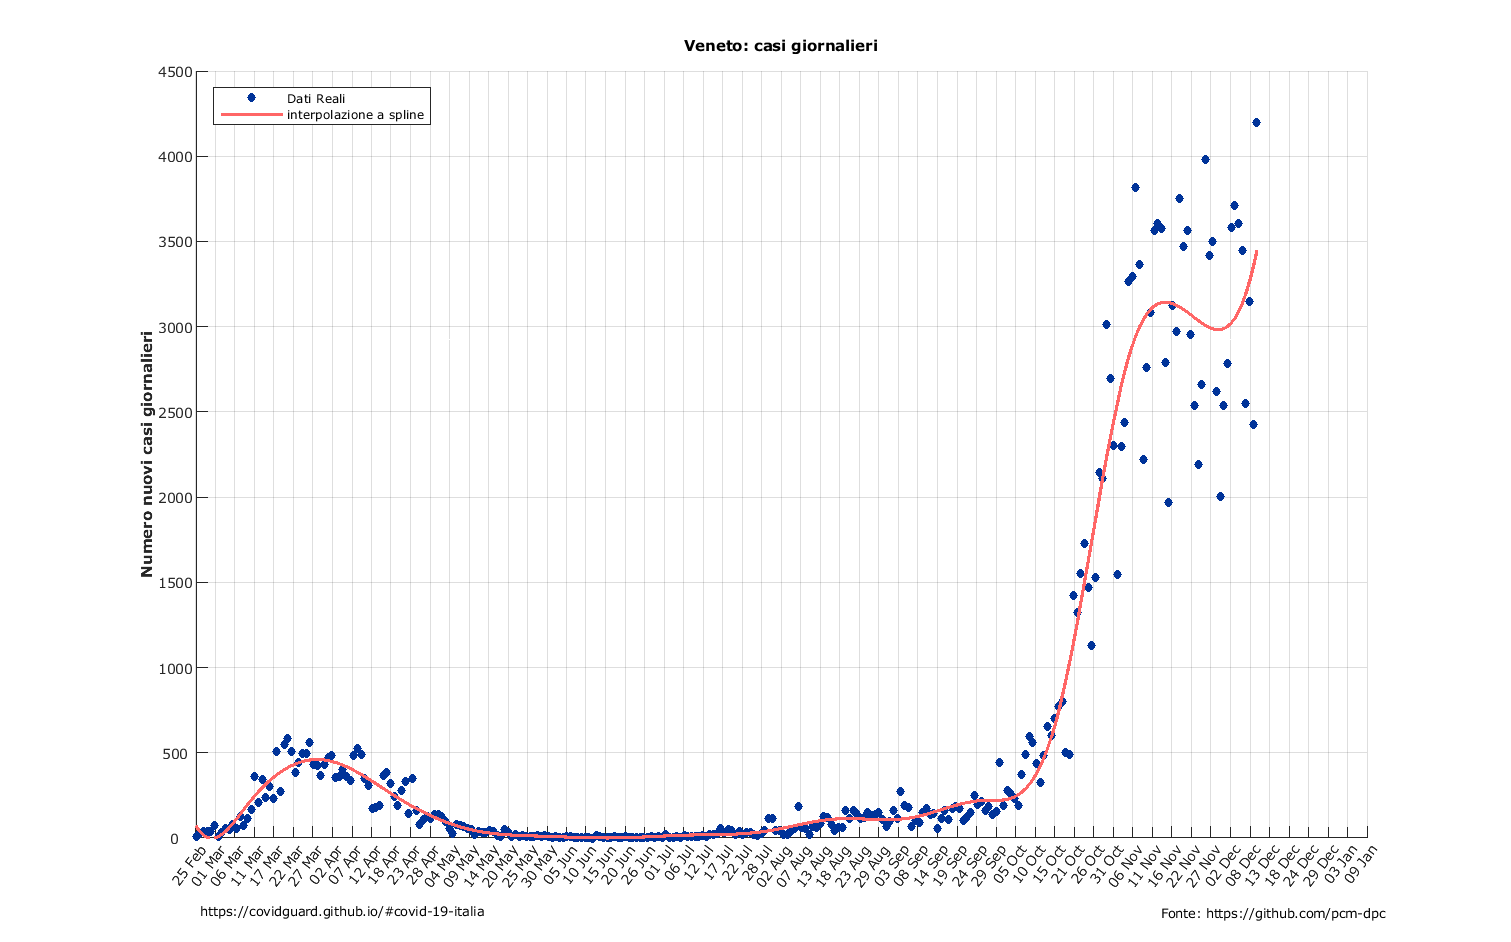 Veneto: casi giornalieri
4500
4000
3500
3000
2500
2000
1500
1000
500
0
Dati Reali
interpolazione a spline
Numero nuovi casi giornalieri
25 Feb
01 Mar
06 Mar
11 Mar
17 Mar
22 Mar
27 Mar
02 Apr
07 Apr
12 Apr
18 Apr
23 Apr
28 Apr
04 May
09 May
14 May
20 May
25 May
30 May
05 Jun
10 Jun
15 Jun
20 Jun
26 Jun
01 Jul
06 Jul
12 Jul
17 Jul
22 Jul
28 Jul
02 Aug
07 Aug
13 Aug
18 Aug
23 Aug
29 Aug
03 Sep
08 Sep
14 Sep
19 Sep
24 Sep
29 Sep
05 Oct
10 Oct
15 Oct
21 Oct
26 Oct
31 Oct
06 Nov
11 Nov
16 Nov
22 Nov
27 Nov
02 Dec
08 Dec
13 Dec
18 Dec
24 Dec
29 Dec
03 Jan
09 Jan
https://covidguard.github.io/#covid-19-italia
Fonte: https://github.com/pcm-dpc